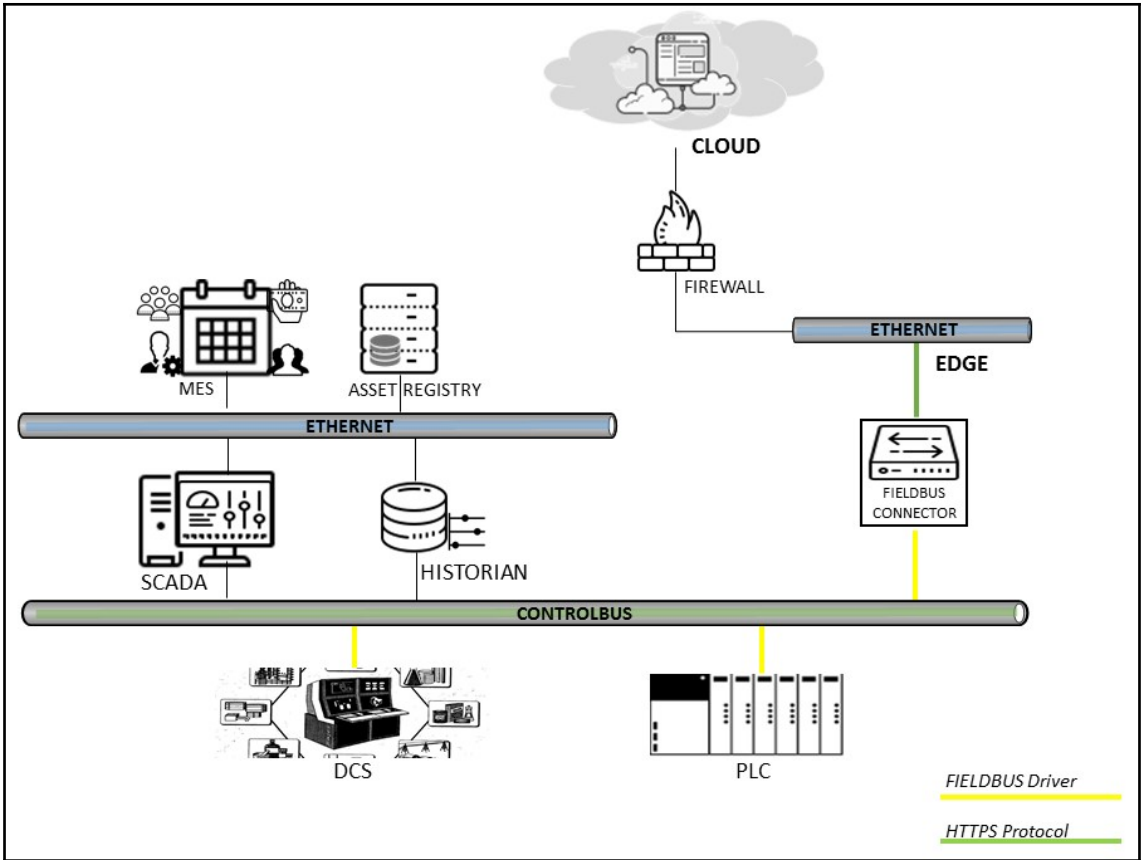 CLOUD
FIREWALL
ETHERNET
EDGE
MES
ASSET REGISTRY
ETHERNET
FIELDBUS
CONNECTOR
SCADA
HISTORIAN
CONTROLBUS
DCS
PLC
FIELDBUS Driver
HTTPS Protocol